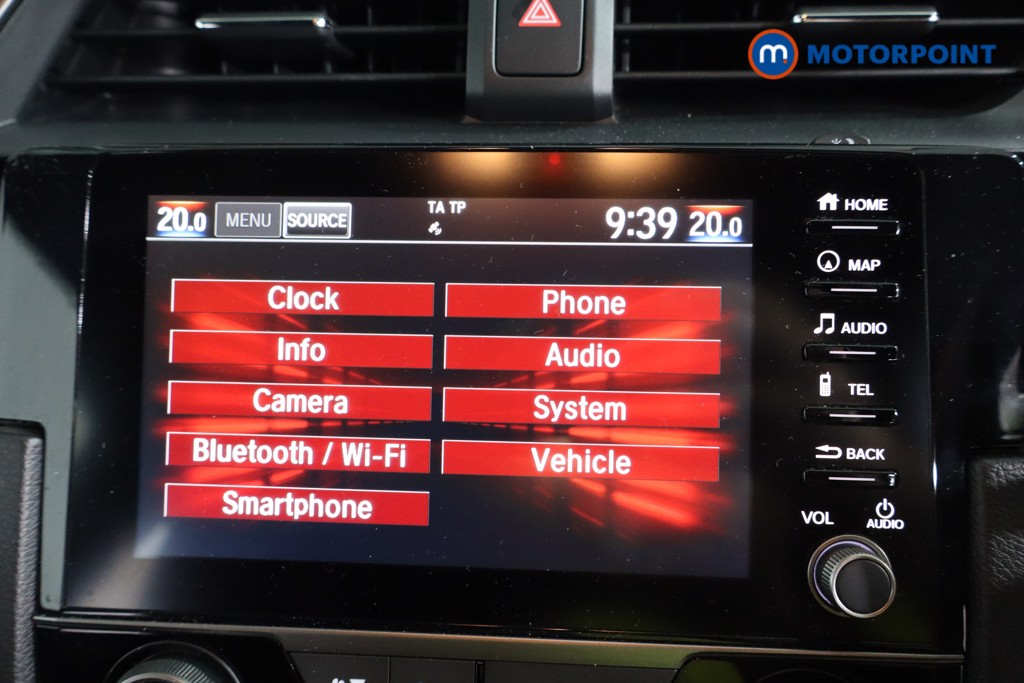 m MOTORPOINT
20.0 MENU SOURCE TA TP 9:39 20.0
Clock
Phone
Info
Audio
Camera
System
Bluetooth / Wi-Fi
Vehicle
Smartphone
HOME
MAP
AUDIO
TEL
BACK
VOL
AUDIO